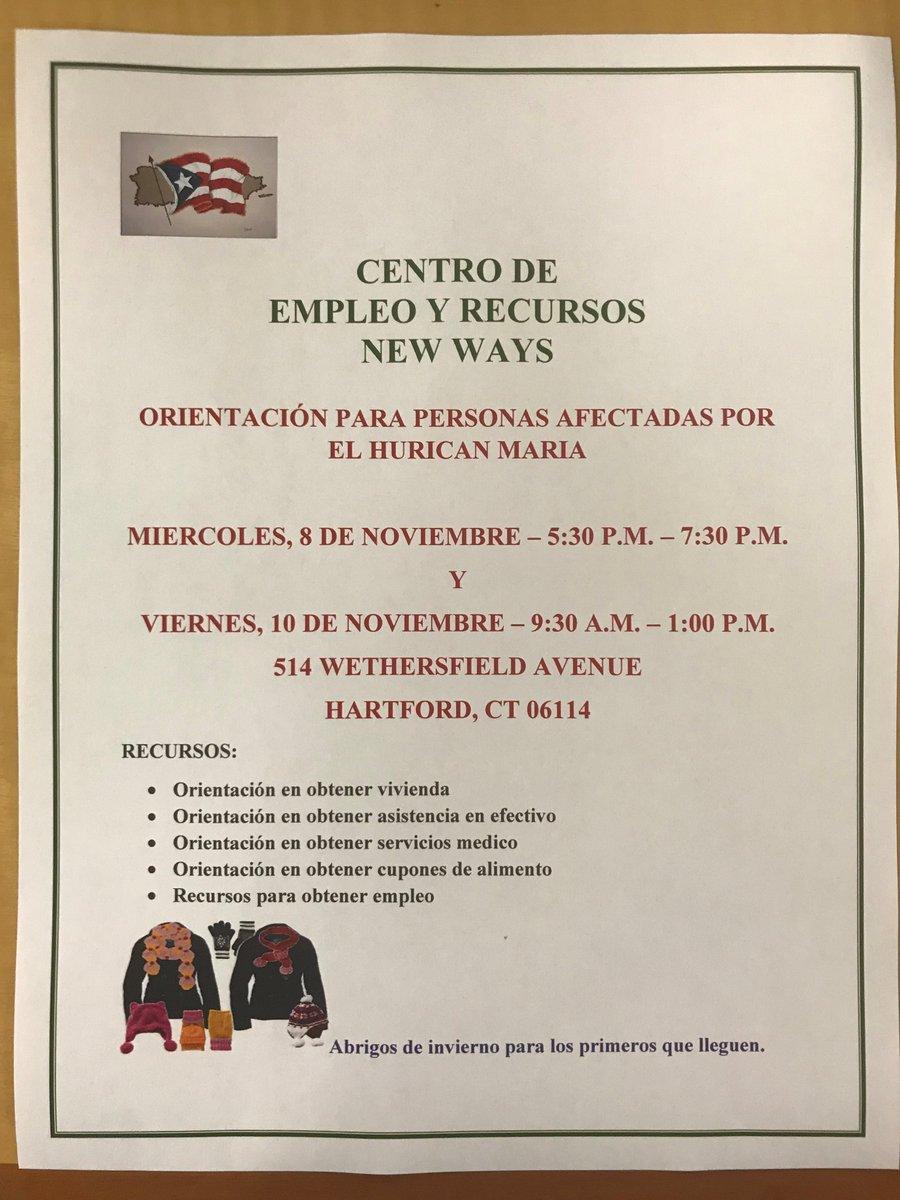 CENTRO DE
EMPLEO Y RECURSOS
NEW WAYS
ORIENTACIÓN PARA PERSONAS AFECTADAS POR
EL HURICAN MARIA
MIERCOLES, 8 DE NOVIEMBRE – 5:30 P.M. – 7:30 P.M.
Y
VIERNES, 10 DE NOVIEMBRE – 9:30 A.M. – 1:00 P.M.
514 WETHERSFIELD AVENUE
HARTFORD, CT 06114
RECURSOS:
• Orientación en obtener vivienda
• Orientación en obtener asistencia en efectivo
• Orientación en obtener servicios medico
• Orientación en obtener cupones de alimento
• Recursos para obtener empleo
Abrigos de invierno para los primeros que lleguen.